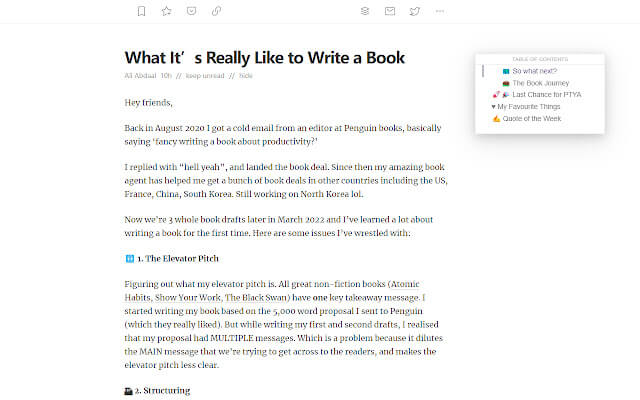 What It's Really Like to Write a Book
Ali Abdaal 10h // keep unread // hide
Hey friends,
Back in August 2020 I got a cold email from an editor at Penguin books, basically
saying 'fancy writing a book about productivity?'
I replied with "hell yeah", and landed the book deal. Since then my amazing book
agent has helped me get a bunch of book deals in other countries including the US,
France, China, South Korea. Still working on North Korea lol.
Now we're 3 whole book drafts later in March 2022 and I've learned a lot about
writing a book for the first time. Here are some issues I've wrestled with:
1. The Elevator Pitch
Figuring out what my elevator pitch is. All great non-fiction books (Atomic
Habits, Show Your Work, The Black Swan) have one key takeaway message. I
started writing my book based on the 5,000 word proposal I sent to Penguin
(which they really liked). But while writing my first and second drafts, I realised
that my proposal had MULTIPLE messages. Which is a problem because it dilutes
the MAIN message that we're trying to get across to the readers, and makes the
elevator pitch less clear.
2. Structuring
TABLE OF CONTENTS
So what next?
The Book Journey
Last Chance for PTYA
♥ My Favourite Things
✍ Quote of the Week